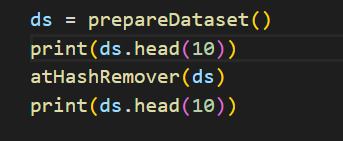 ds = prepareDataset()
print(ds.head(10))
atHashRemover(ds)
print(ds.head(10))